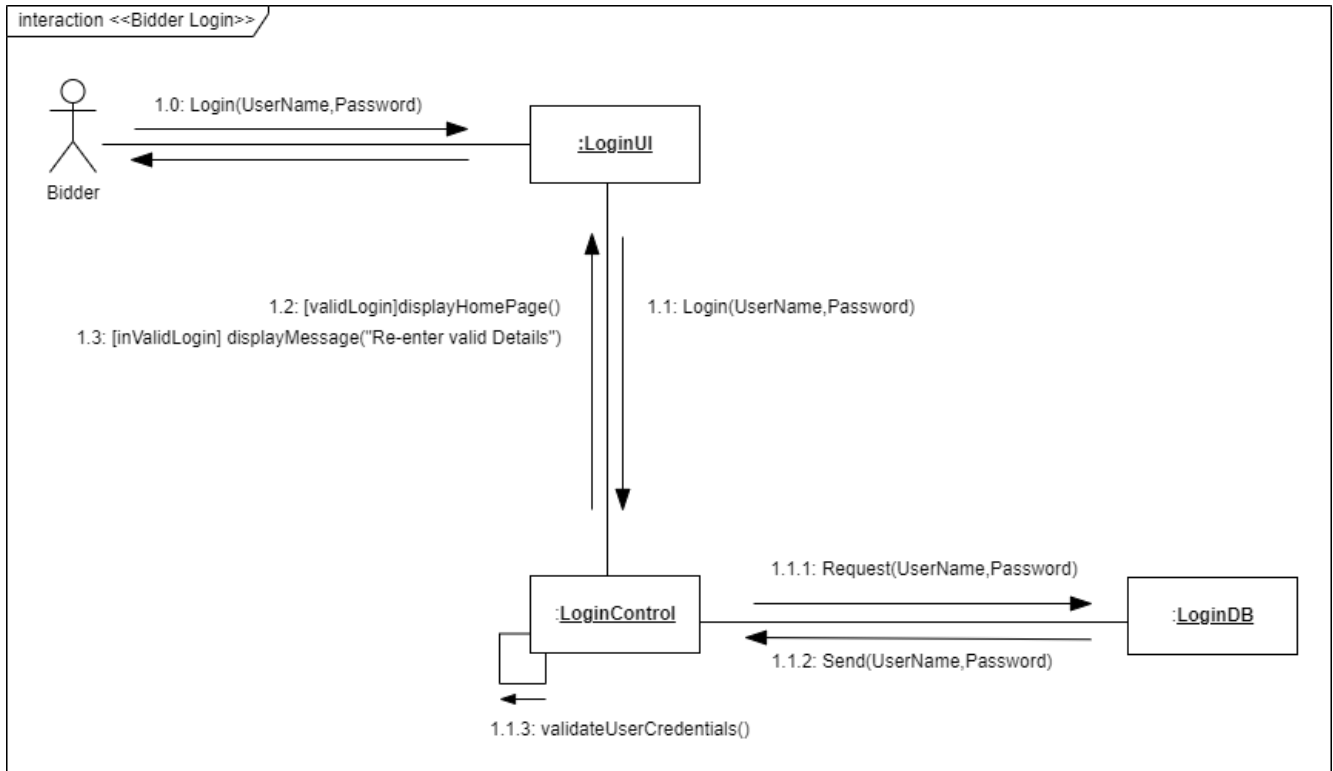 interaction <<Bidder Login>>
1.0: Login(UserName,Password)
:LoginUI
Bidder
1.2: [validLogin]displayHomePage()
1.1: Login(UserName,Password)
1.3: [inValidLogin] displayMessage("Re-enter valid Details")
1.1.1: Request(UserName,Password)
:LoginControl
:LoginDB
1.1.2: Send(UserName,Password)
1.1.3: validateUserCredentials()